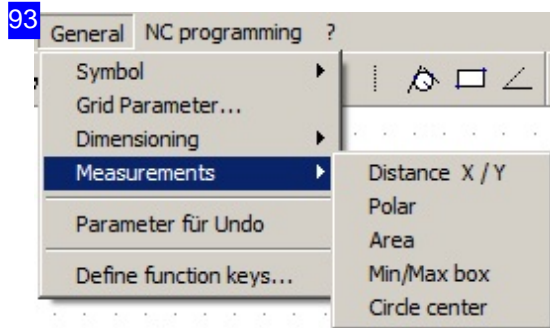 93
General NC programming ?
Symbol
Grid Parameter...
Dimensioning
Measurements
Distance X / Y
Polar
Area
Min/Max box
Circle center
Parameter für Undo
Define function keys...